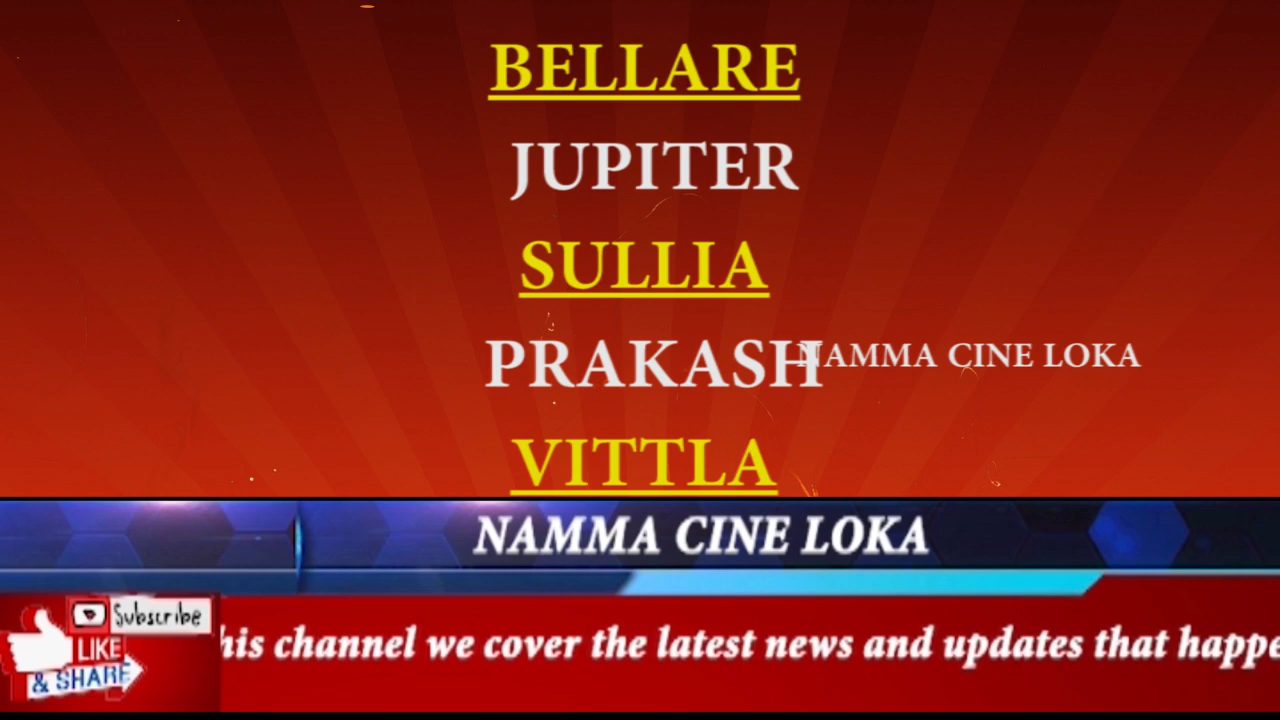 BELLARE
JUPITER
SULLIA
PRAKASH
NAMMA CINE LOKA
VITTLA
NAMMA CINE LOKA
Subscribe
LIKE
& SHARE
his channel we cover the latest news and updates that happe